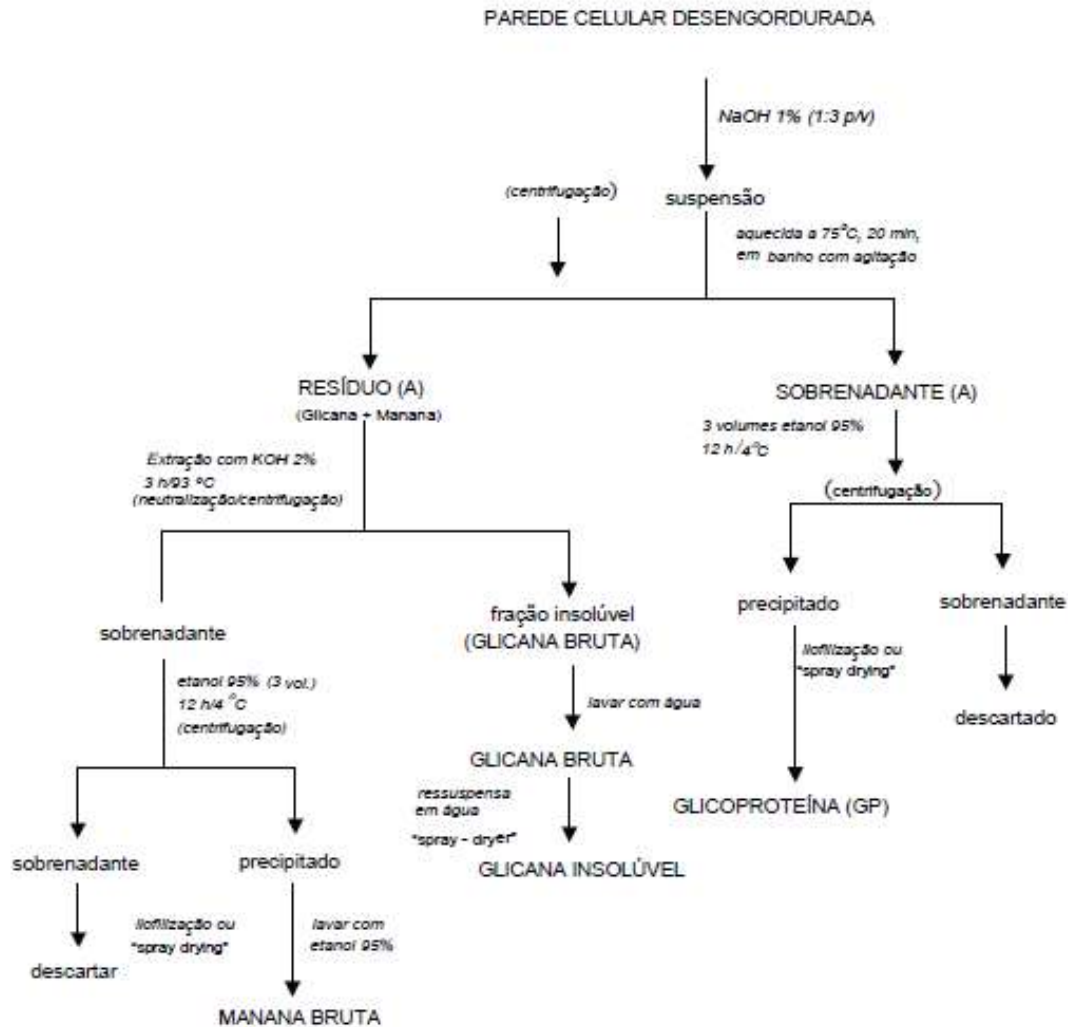 PAREDE CELULAR DESENGORDURADA
NaOH 1% (1:3 p/v)
(centrifugação)
suspensão
aquecida a 75°C, 20 min,
em banho com agitação
RESÍDUO (A)
(Glicana + Manana)
SOBRENADANTE (A)
3 volumes etanol 95%
12 h/4°C
(centrifugação)
Extração com KOH 2%
3 h/93 °C
(neutralização/centrifugação)
precipitado
sobrenadante
liofilização ou
"spray drying"
descartado
GLICOPROTEÍNA (GP)
sobrenadante
fração insolúvel
(GLICANA BRUTA)
etanol 95% (3 vol.)
12 h/4 °C
(centrifugação)
lavar com água
GLICANA BRUTA
ressuspensa
em água
"spray - dryer"
GLICANA INSOLÚVEL
sobrenadante
precipitado
liofilização ou
"spray drying"
lavar com
etanol 95%
descartar
MANANA BRUTA